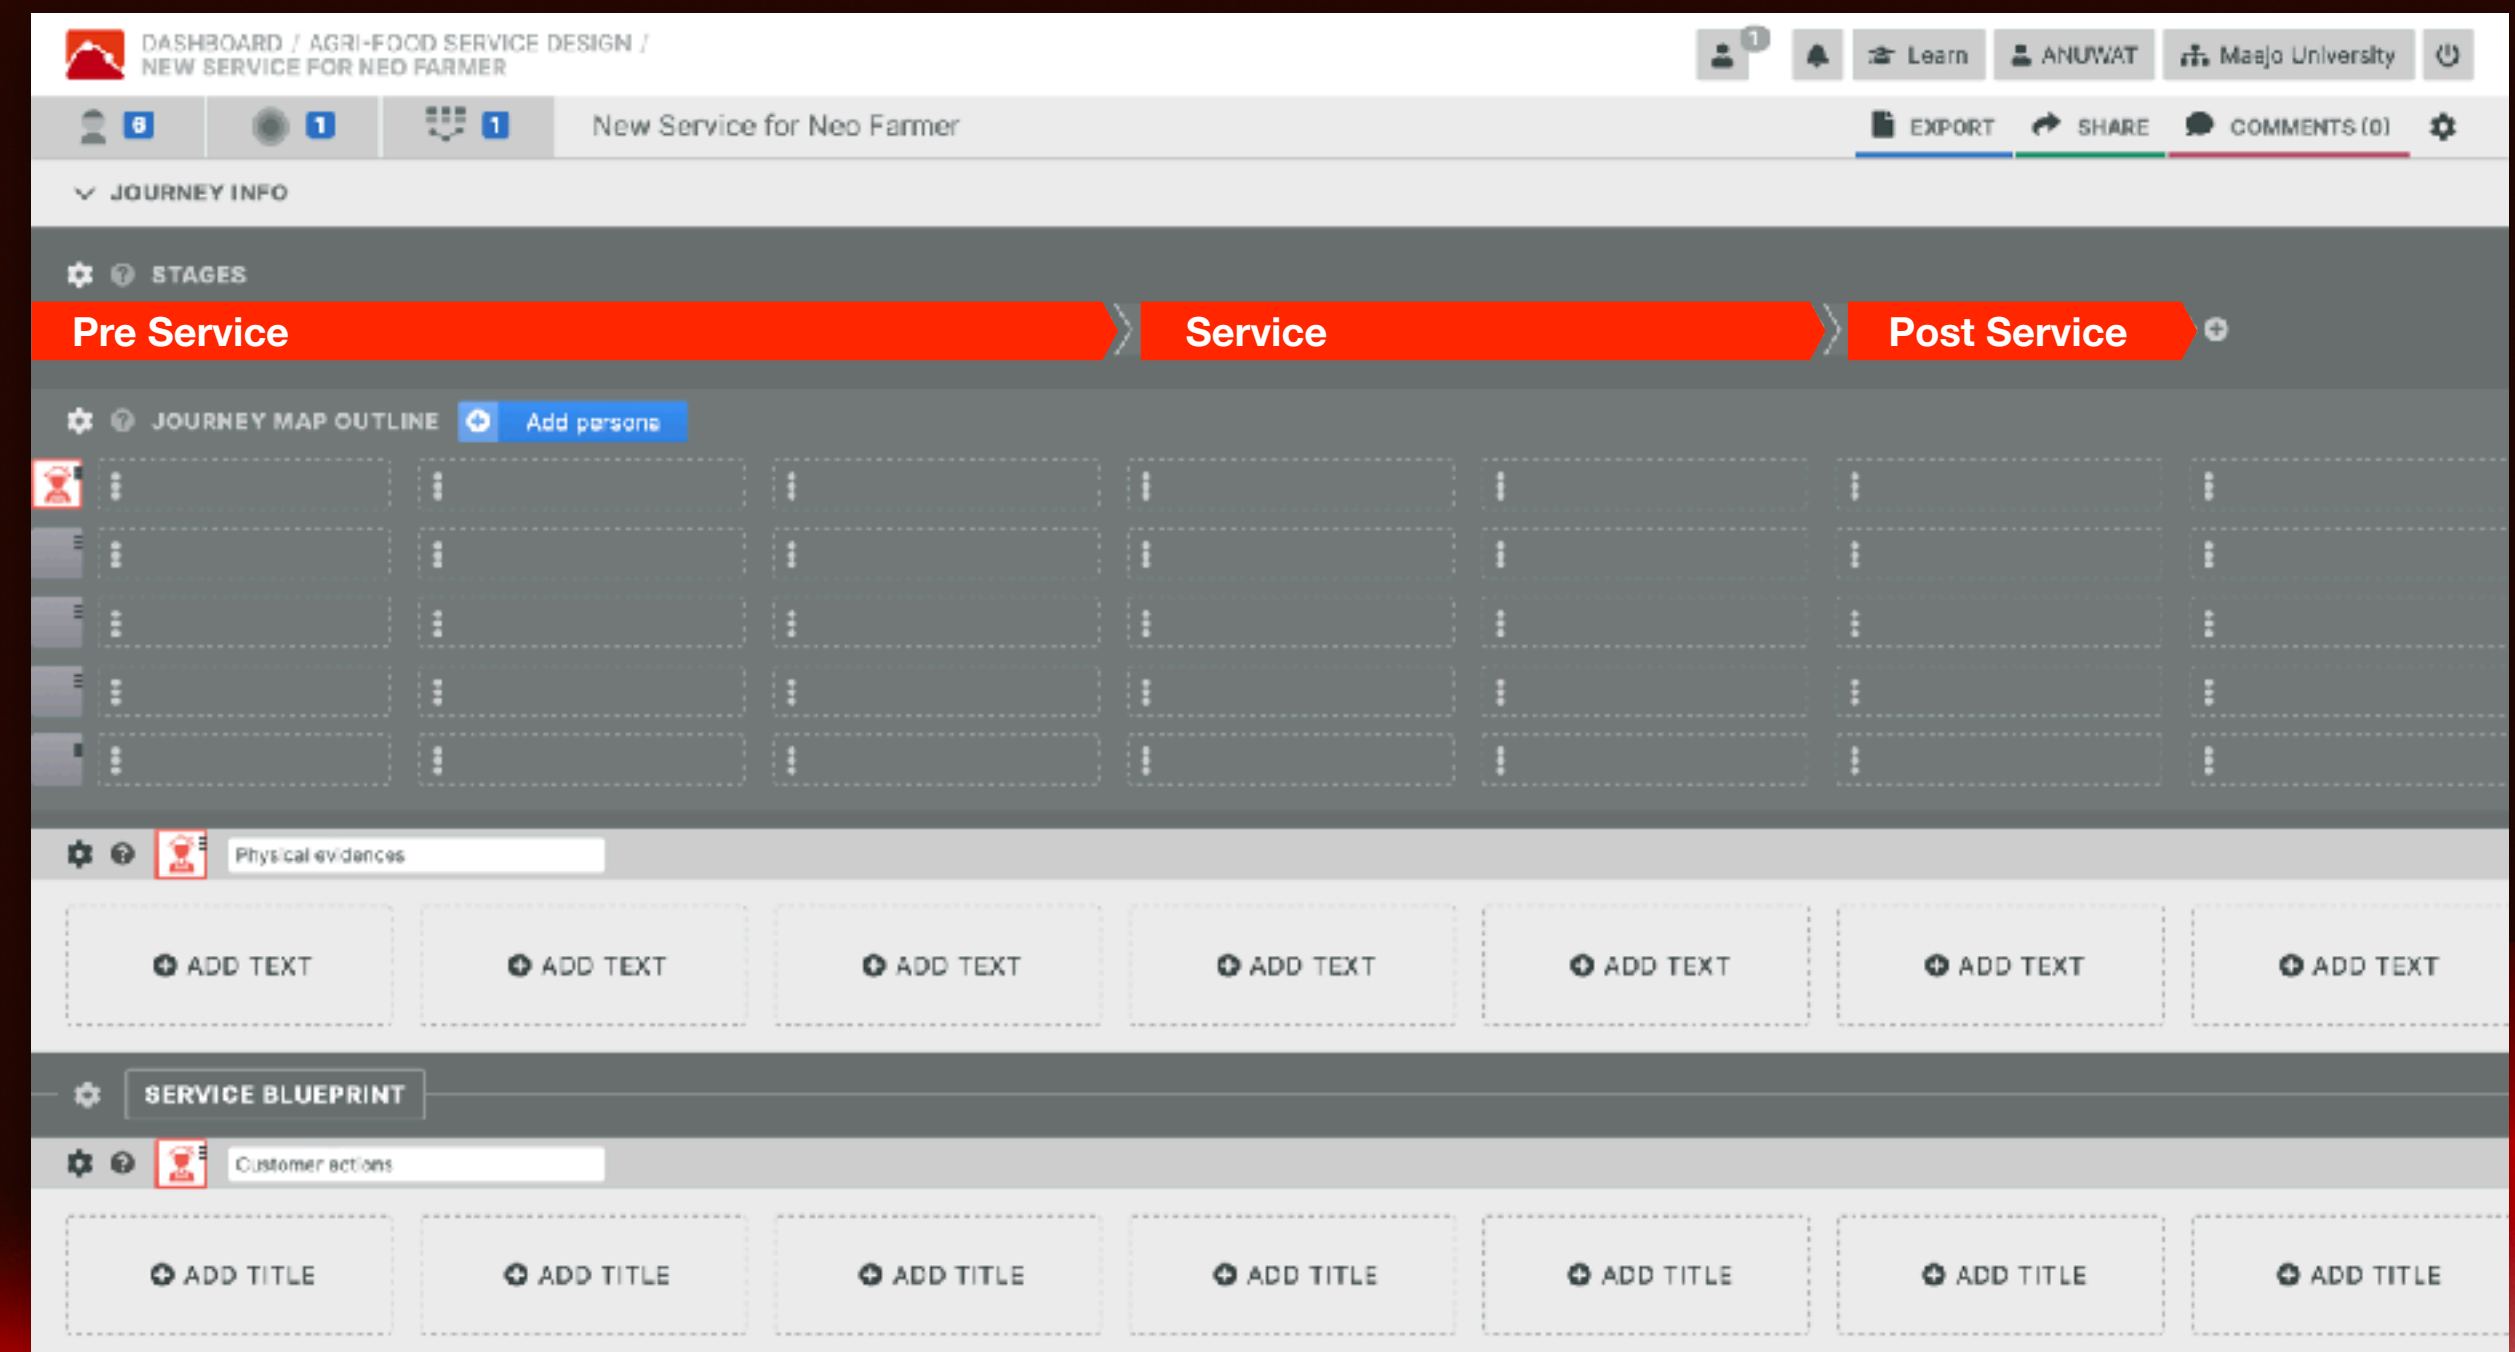 DASHBOARD / AGRI-FOOD SERVICE DESIGN /
NEW SERVICE FOR NEO FARMER
1
Learn
ANUWAT
Maejo University
6
1
1
New Service for Neo Farmer
EXPORT
SHARE
COMMENTS (0)
JOURNEY INFO
STAGES
Pre Service
Service
Post Service
JOURNEY MAP OUTLINE
Add persona
Physical evidences
ADD TEXT ADD TEXT ADD TEXT ADD TEXT ADD TEXT ADD TEXT ADD TEXT
SERVICE BLUEPRINT
Customer actions
ADD TITLE ADD TITLE ADD TITLE ADD TITLE ADD TITLE ADD TITLE ADD TITLE